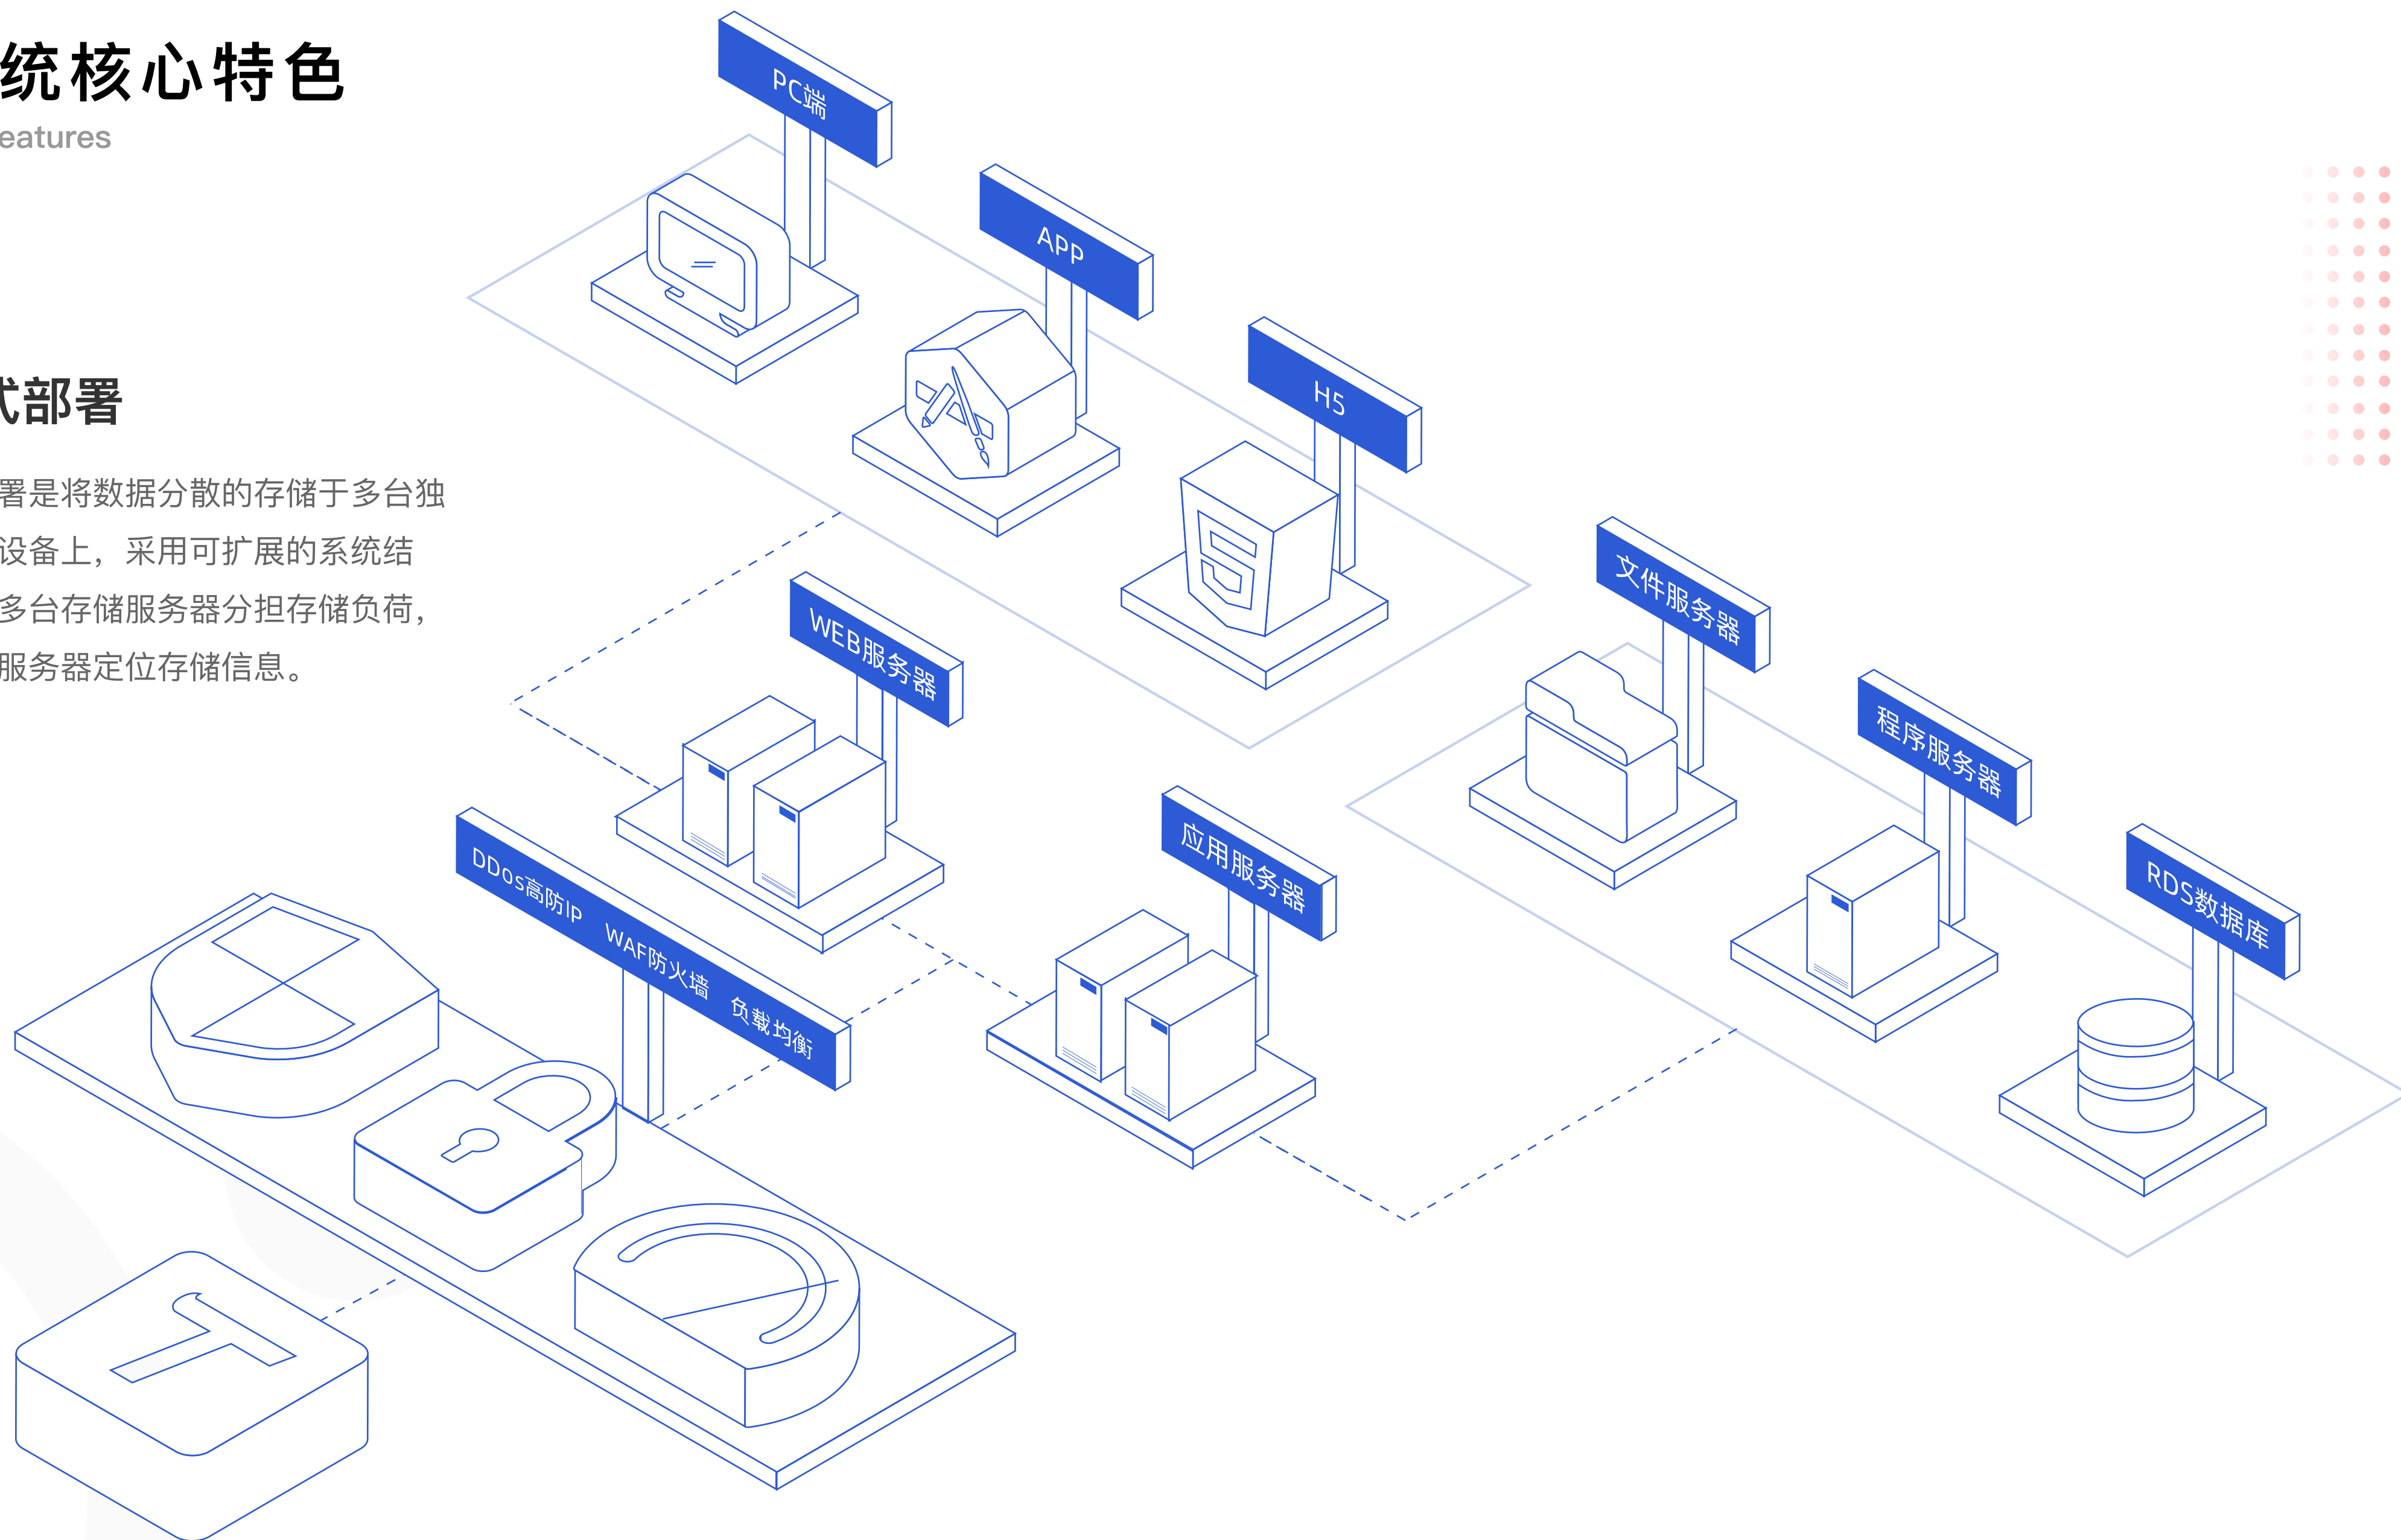 统核心特色
eatures
式部署
署是将数据分散的存储于多台独
设备上，采用可扩展的系统结
多台存储服务器分担存储负荷，
服务器定位存储信息。
PC端
APP
H5
WEB服务器
文件服务器
程序服务器
RDS数据库
应用服务器
DDos高防IP WAF防火墙 负载均衡